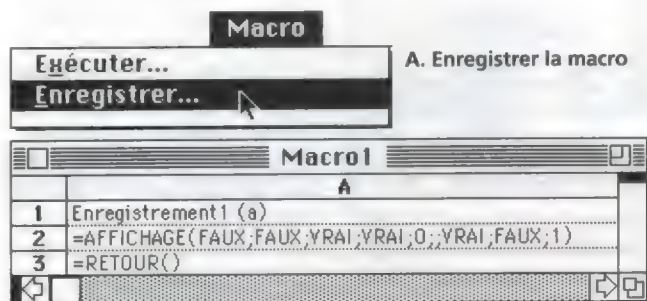 Macro
Exécuter...
Enregistrer...
A. Enregistrer la macro
Macro1
A
1 Enregistrement1 (a)
2 =AFFICHAGE(FAUX;FAUX;VRAI;VRAI;0;;VRAI;FAUX;1)
3 =RETOUR()